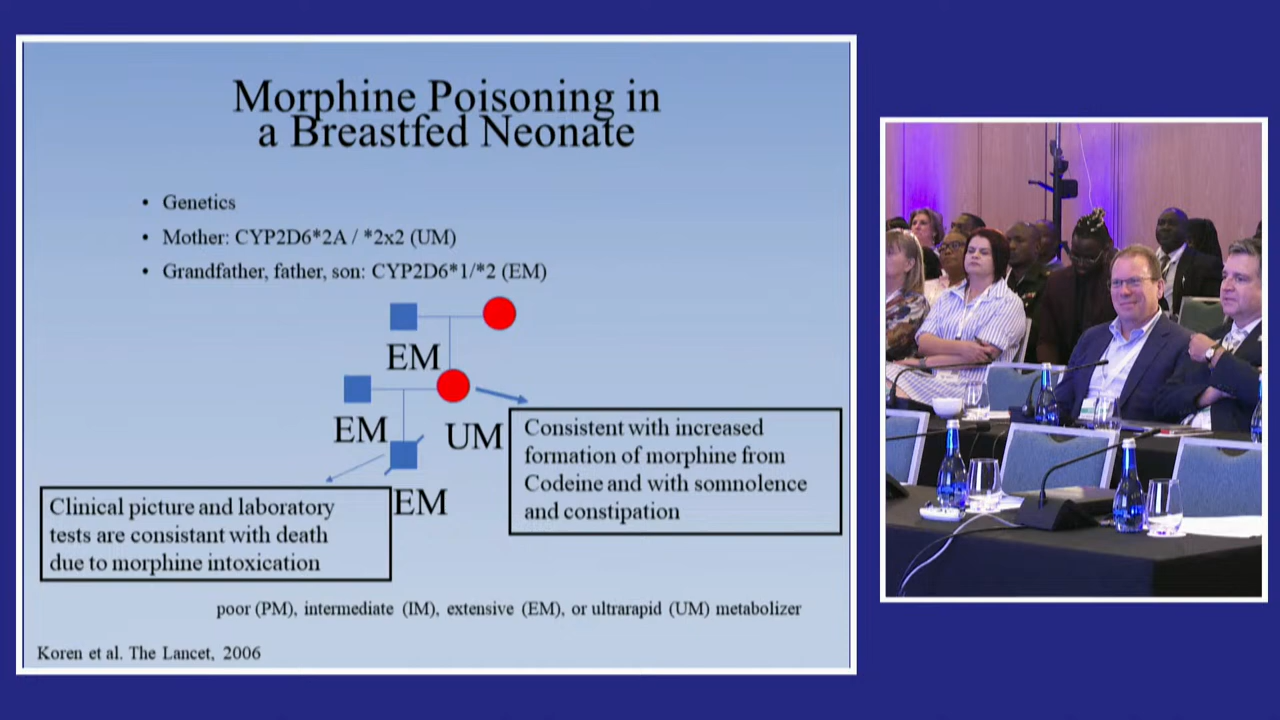 Morphine Poisoning in
a Breastfed Neonate
• Genetics
• Mother: CYP2D6*2A / *2x2 (UM)
• Grandfather, father, son: CYP2D6*1/*2 (EM)
EM
EM
UM
EM
Consistent with increased
formation of morphine from
Codeine and with somnolence
and constipation
Clinical picture and laboratory
tests are consistant with death
due to morphine intoxication
poor (PM), intermediate (IM), extensive (EM), or ultrarapid (UM) metabolizer
Koren et al. The Lancet, 2006